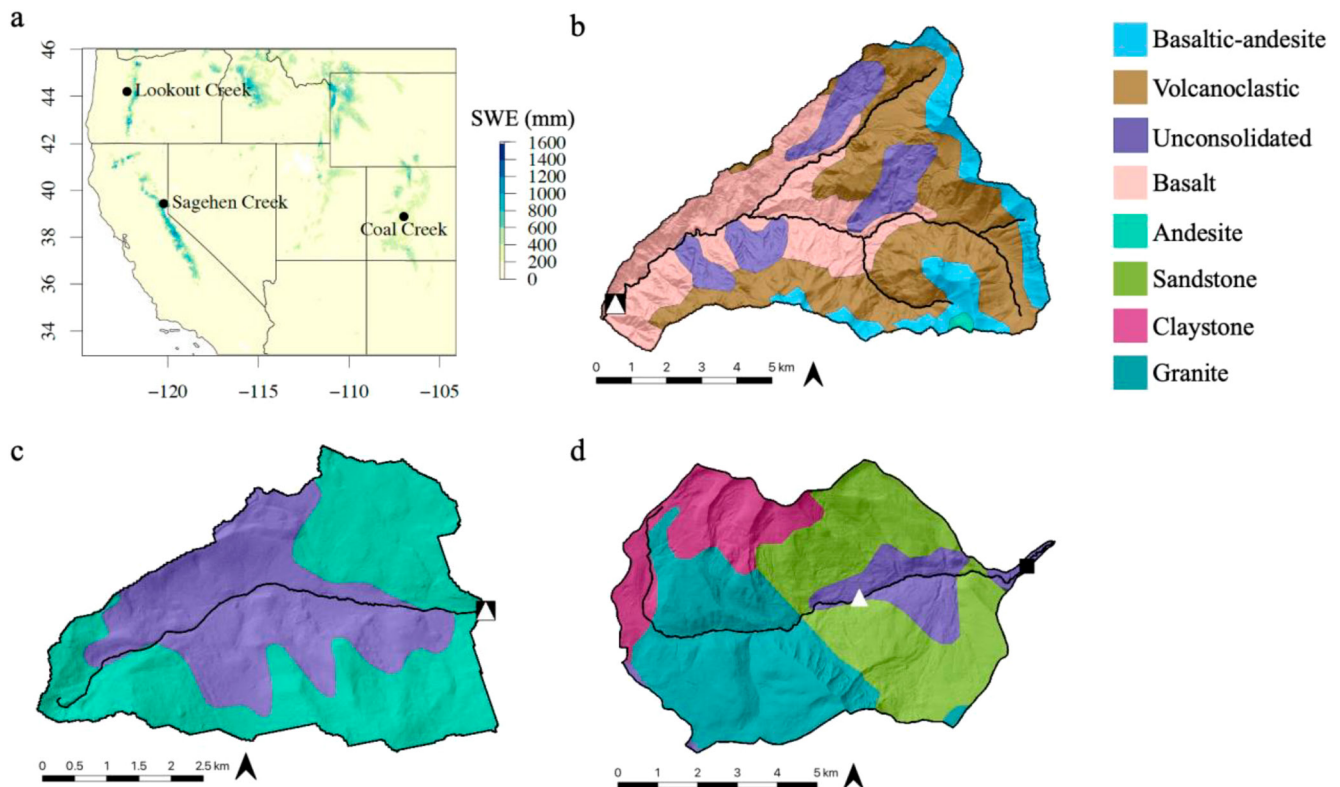 a
46
44
42
40
38
36
34
−120
−115
−110
−105
Lookout Creek
Sagehen Creek
Coal Creek
SWE (mm)
1600
1400
1200
1000
800
600
400
200
0
b
0 1 2 3 4 5 km
Basaltic-andesite
Volcanoclastic
Unconsolidated
Basalt
Andesite
Sandstone
Claystone
Granite
c
0 0.5 1 1.5 2 2.5 km
d
0 1 2 3 4 5 km